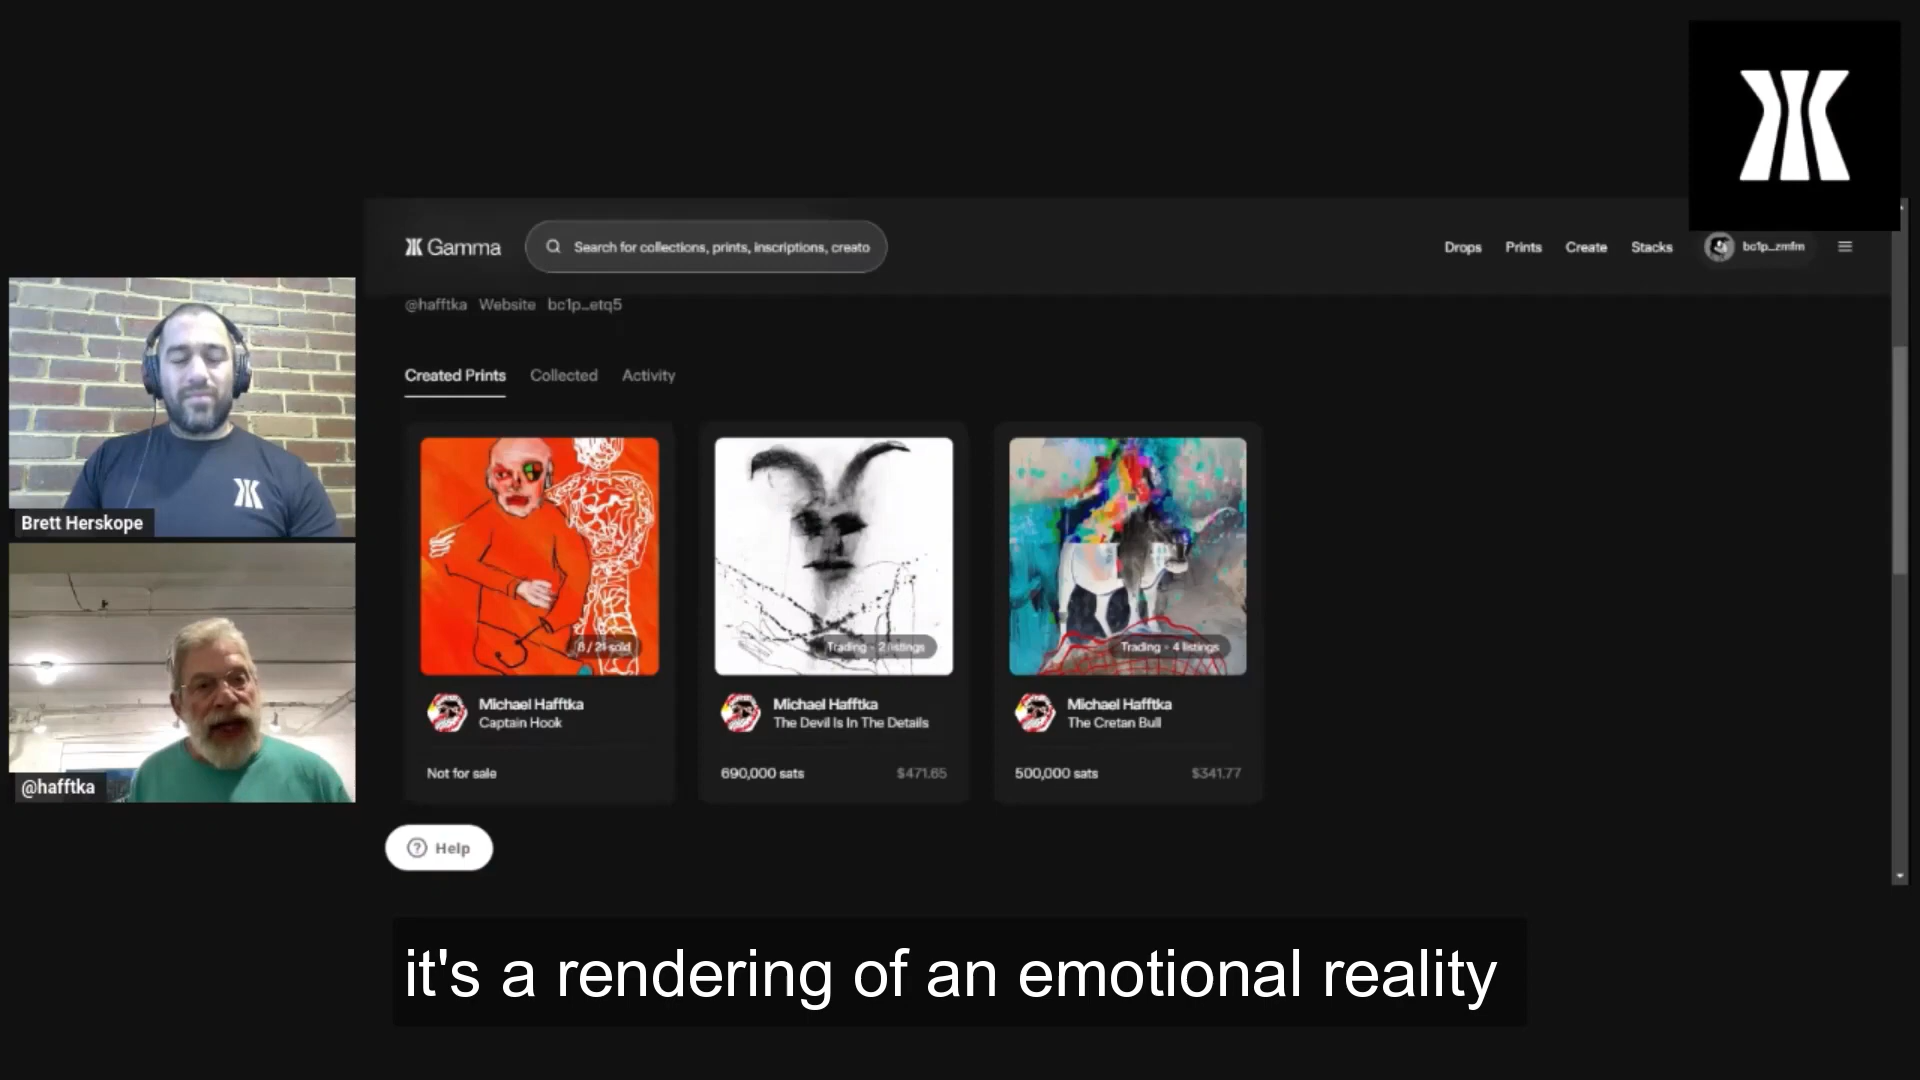 Gamma
Search for collections, prints, inscriptions, creato
Drops
Prints
Create
Stacks
bc1p_zmfm
@hafftka
Website
bc1p_etq5
Created Prints
Collected
Activity
Brett Herskope
@hafftka
8 / 21 sold
Trading - 2 listings
Trading - 4 listings
Michael Hafftka
Captain Hook
Michael Hafftka
The Devil Is In The Details
Michael Hafftka
The Cretan Bull
Not for sale
690,000 sats
$471.65
500,000 sats
$341.77
? Help
it's a rendering of an emotional reality